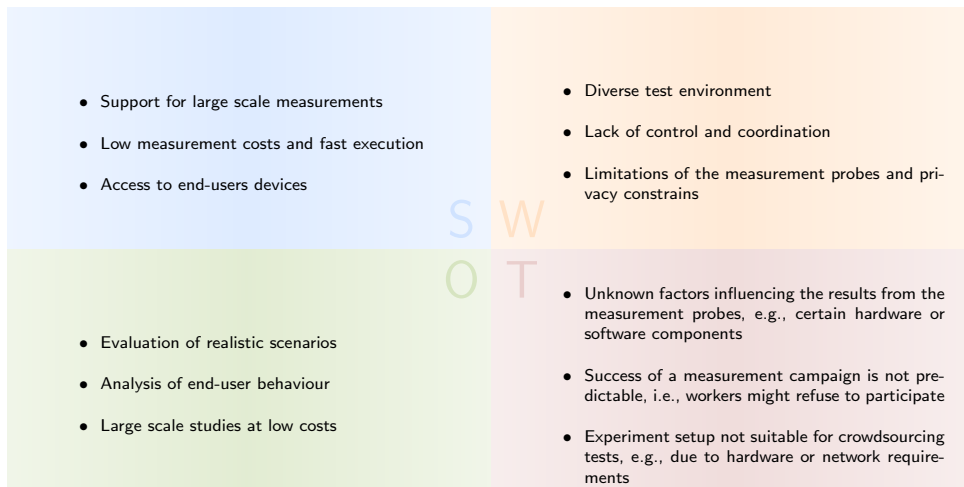 • Support for large scale measurements
• Low measurement costs and fast execution
• Access to end-users devices
• Diverse test environment
• Lack of control and coordination
• Limitations of the measurement probes and pri-
vacy constrains
S W
O T
• Evaluation of realistic scenarios
• Analysis of end-user behaviour
• Large scale studies at low costs
• Unknown factors influencing the results from the
measurement probes, e.g., certain hardware or
software components
• Success of a measurement campaign is not pre-
dictable, i.e., workers might refuse to participate
• Experiment setup not suitable for crowdsourcing
tests, e.g., due to hardware or network require-
ments